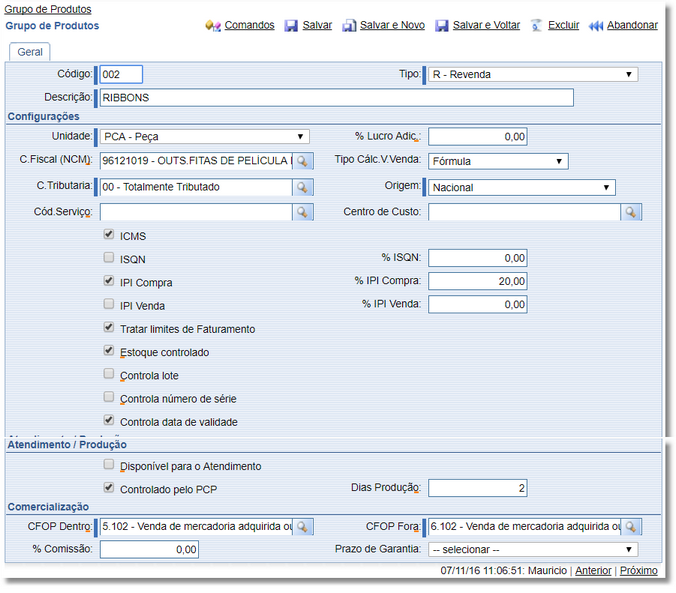 Grupo de Produtos
Grupo de Produtos Comandos Salvar Salvar e Novo Salvar e Voltar Excluir Abandonar
Geral
Código: 002 Tipo: R - Revenda
Descrição: RIBBONS
Configurações
Unidade: PCA - Peça % Lucro Adic.: 0,00
C.Fiscal (NCM): 96121019 - OUTS.FITAS DE PELÍCULA Tipo Cálc.V.Venda: Fórmula
C.Tributaria: 00 - Totalmente Tributado Origem: Nacional
Cód.Serviço: Centro de Custo:
ICMS
ISQN % ISQN: 0,00
IPI Compra % IPI Compra: 20,00
IPI Venda % IPI Venda: 0,00
Tratar limites de Faturamento
Estoque controlado
Controla lote
Controla número de série
Controla data de validade
Atendimento / Produção
Disponível para o Atendimento
Controlado pelo PCP Dias Produção: 2
Comercialização
CFOP Dentro: 5.102 - Venda de mercadoria adquirida ou CFOP Fora: 6.102 - Venda de mercadoria adquirida ou
% Comissão: 0,00 Prazo de Garantia: -- selecionar --
07/11/16 11:06:51: Mauricio | Anterior | Próximo